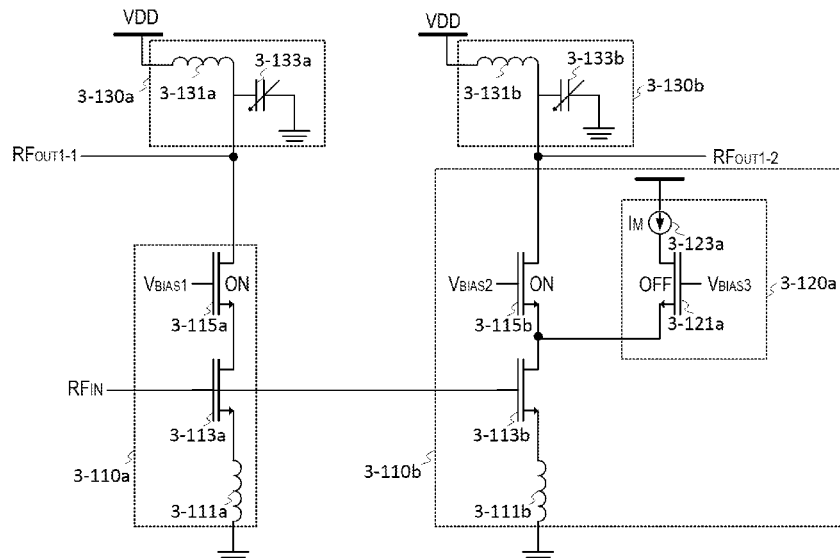 VDD
VDD
3-133a
3-133b
3-131a
3-131b
3-130a
3-130b
RFOUT1-1
RFOUT1-2
IM
3-123a
VBIAS1
ON
VBIAS2
ON
OFF
VBIAS3
3-120a
3-115a
3-115b
3-121a
RFIN
3-113a
3-113b
3-110a
3-110b
3-111a
3-111b